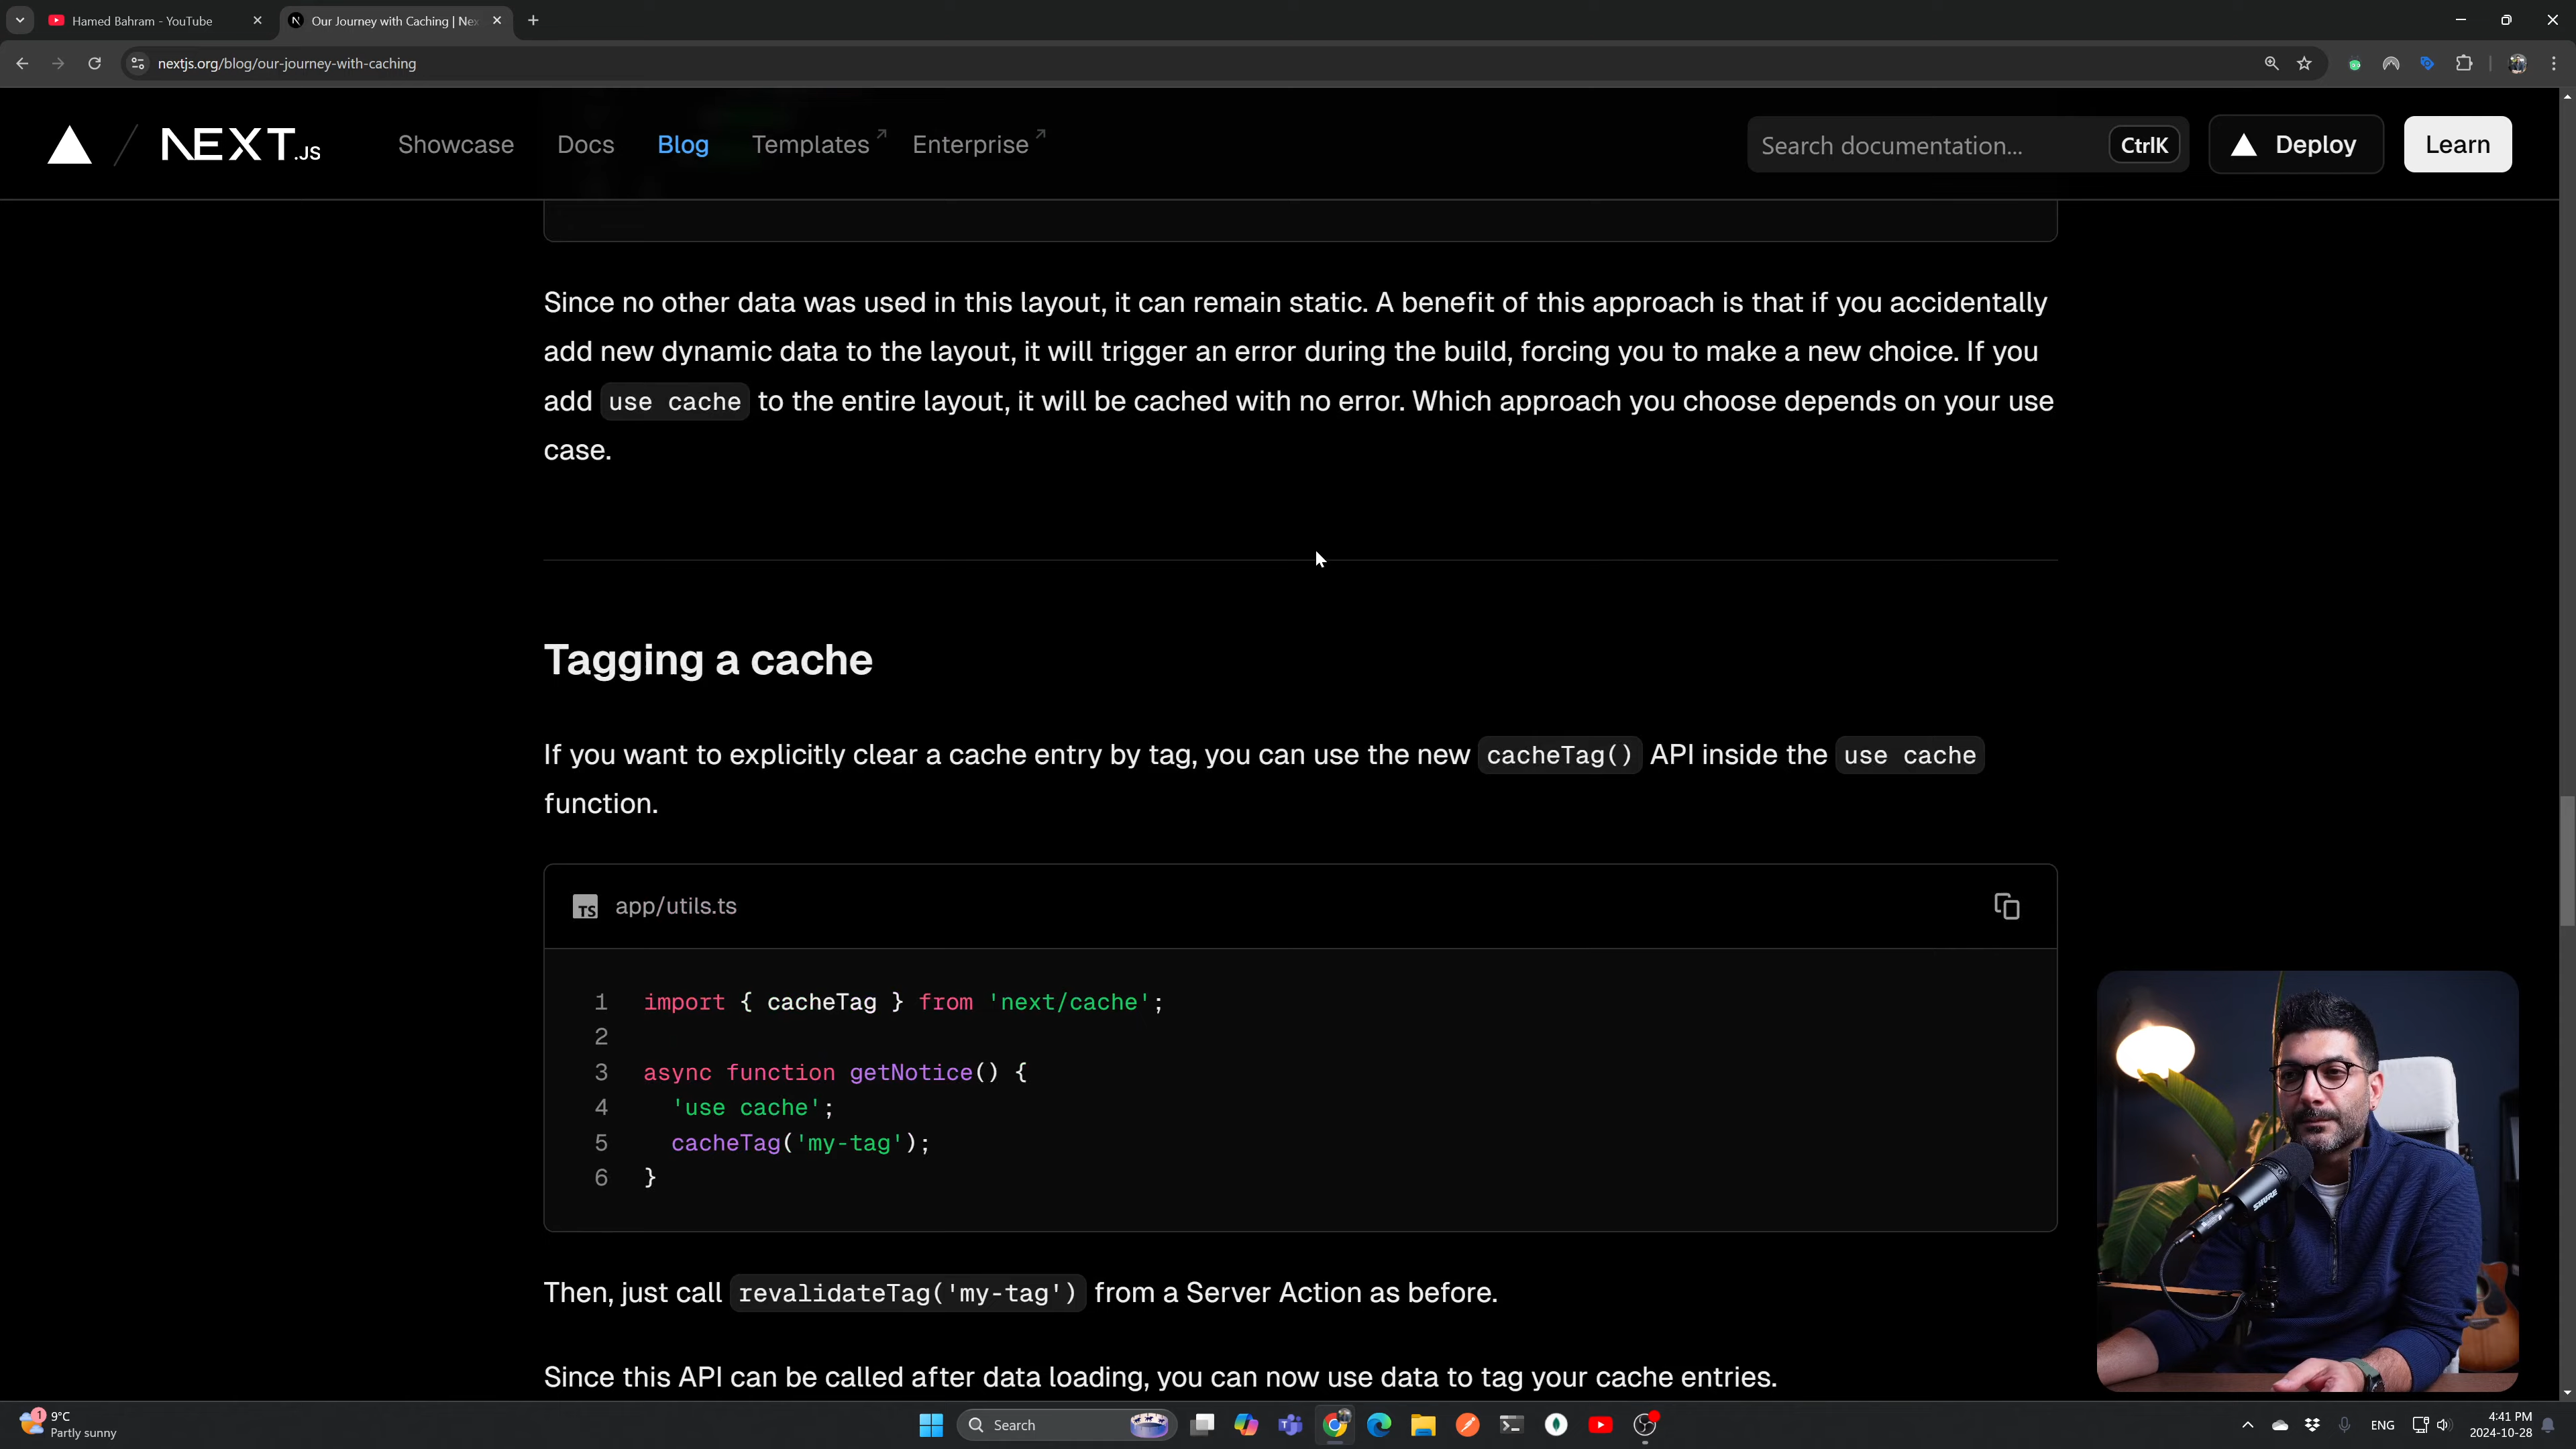 Hamed Bahram - YouTube
Our Journey with Caching | Nex
nextjs.org/blog/our-journey-with-caching
NEXT.JS
Showcase
Docs
Blog
Templates
Enterprise
Search documentation...
CtrlK
Deploy
Learn
Since no other data was used in this layout, it can remain static. A benefit of this approach is that if you accidentally
add new dynamic data to the layout, it will trigger an error during the build, forcing you to make a new choice. If you
add use cache to the entire layout, it will be cached with no error. Which approach you choose depends on your use
case.
Tagging a cache
If you want to explicitly clear a cache entry by tag, you can use the new cacheTag() API inside the use cache
function.
TS app/utils.ts
1 import { cacheTag } from 'next/cache';
2
3 async function getNotice() {
4 'use cache';
5 cacheTag('my-tag');
6 }
Then, just call revalidateTag('my-tag') from a Server Action as before.
Since this API can be called after data loading, you can now use data to tag your cache entries.
SHURE
1
9°C
Partly sunny
Search
ENG
4:41 PM
2024-10-28